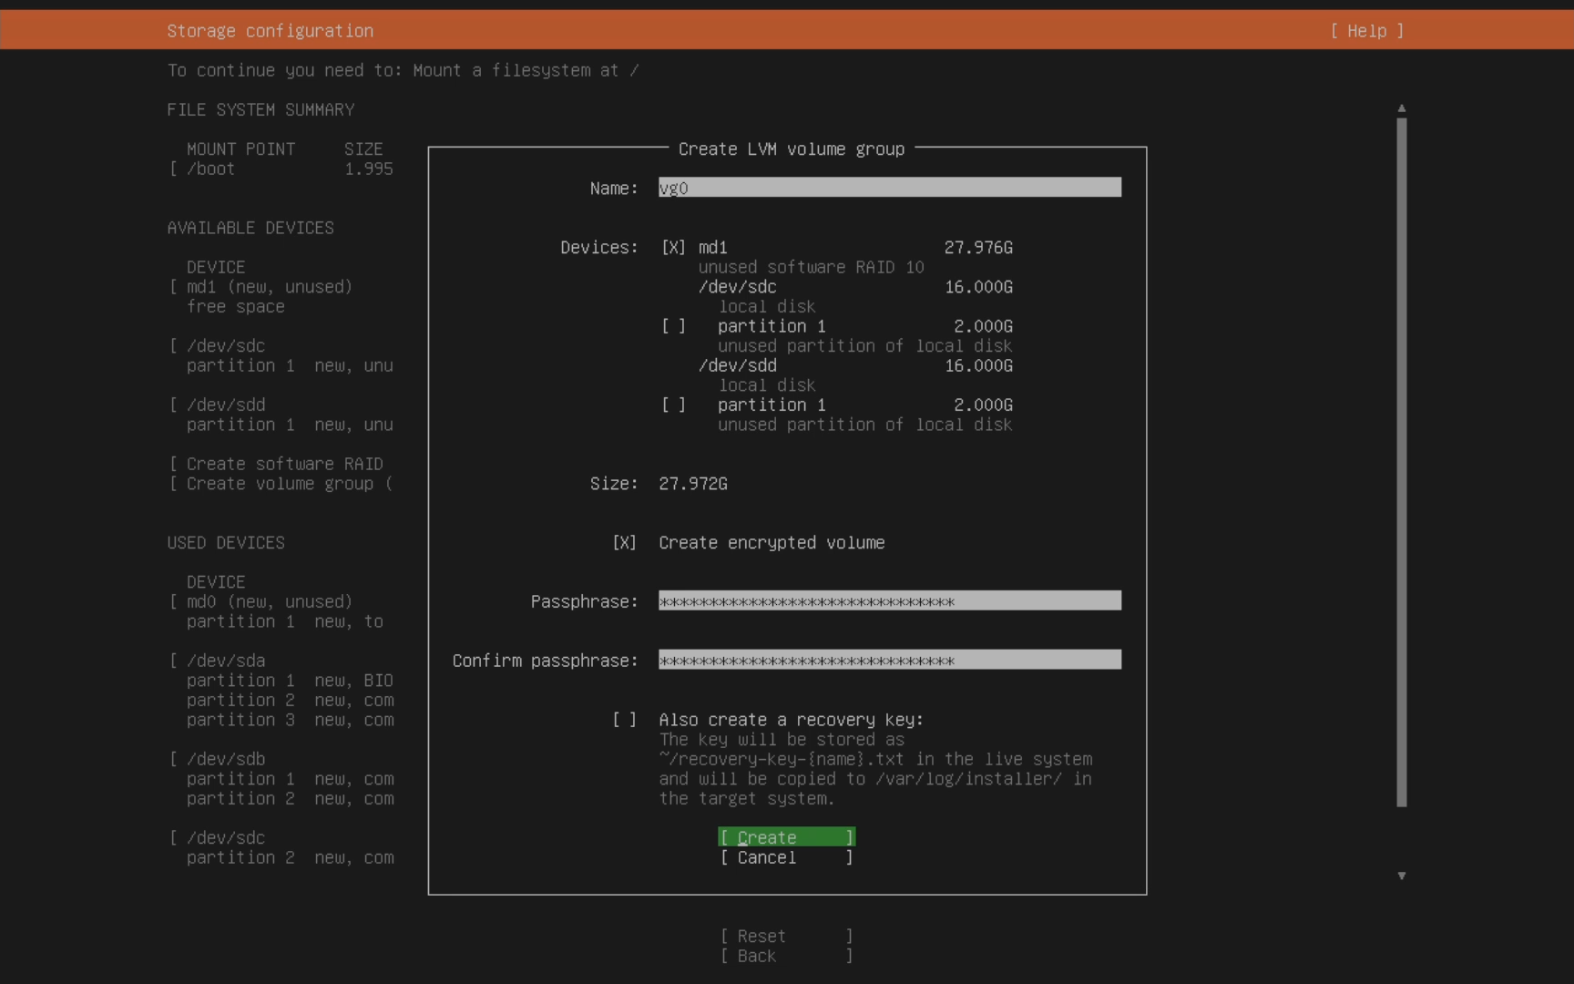 Storage configuration [ Help ]
To continue you need to: Mount a filesystem at /
FILE SYSTEM SUMMARY
MOUNT POINT SIZE
[ /boot 1.995
AVAILABLE DEVICES
DEVICE
[ md1 (new, unused)
free space
[ /dev/sdc
partition 1 new, unu
[ /dev/sdd
partition 1 new, unu
[ Create software RAID
[ Create volume group (
USED DEVICES
DEVICE
[ md0 (new, unused)
partition 1 new, to
[ /dev/sda
partition 1 new, BIO
partition 2 new, com
partition 3 new, com
[ /dev/sdb
partition 1 new, com
partition 2 new, com
[ /dev/sdc
partition 2 new, com
Create LVM volume group
Name: vg0
Devices: [X] md1 27.976G
unused software RAID 10
/dev/sdc 16.000G
local disk
[ ] partition 1 2.000G
unused partition of local disk
/dev/sdd 16.000G
local disk
[ ] partition 1 2.000G
unused partition of local disk
Size: 27.972G
[X] Create encrypted volume
Passphrase: ******************************
Confirm passphrase: ******************************
[ ] Also create a recovery key:
The key will be stored as
~/recovery-key-{name}.txt in the live system
and will be copied to /var/log/installer/ in
the target system.
[ Create ]
[ Cancel ]
[ Reset ]
[ Back ]